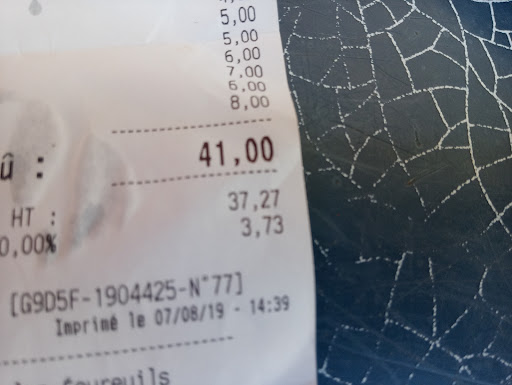 5,00
5,00
6,00
7,00
6,00
8,00
û : 41,00
HT : 37,27
0,00% 3,73
[G9D5F-1904425-N°77]
Imprimé le 07/08/19 - 14:39